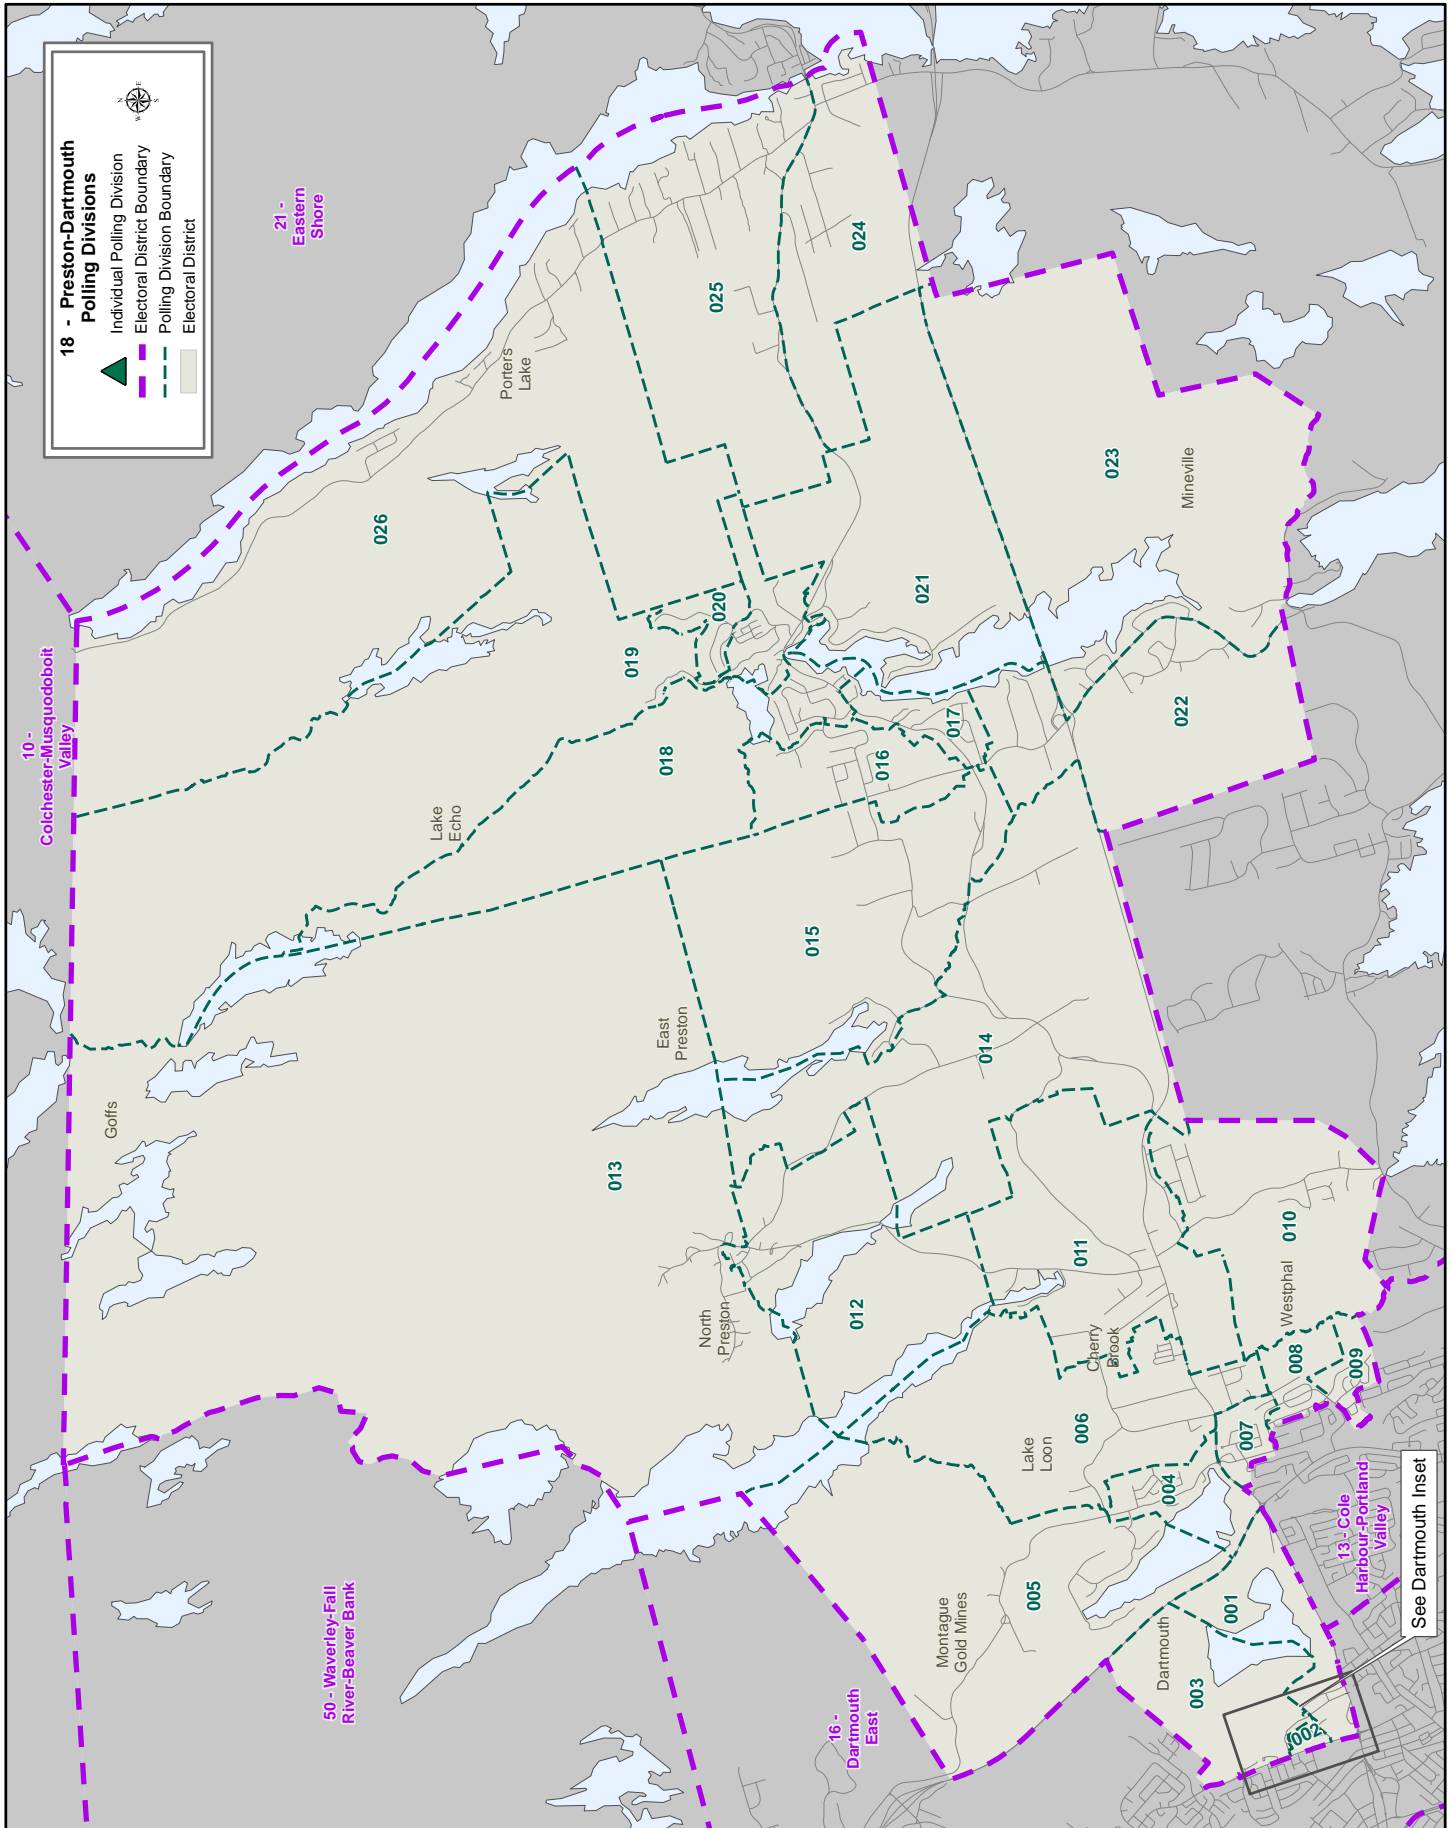 18 - Preston-Dartmouth
Polling Divisions
Individual Polling Division
Electoral District Boundary
Polling Division Boundary
Electoral District
N
E
S
W
10 -
Colchester-Musquodoboit
Valley
21 -
Eastern
Shore
50 - Waverley-Fall
River-Beaver Bank
16 -
Dartmouth
East
13 - Cole
Harbour-Portland
Valley
Goffs
Lake
Echo
Porters
Lake
East
Preston
North
Preston
Mineville
Montague
Gold Mines
Lake
Loon
Cherry
Brook
Westphal
Dartmouth
026
025
024
023
022
021
020
019
018
017
016
015
014
013
012
011
010
009
008
007
006
005
004
003
002
001
See Dartmouth Inset